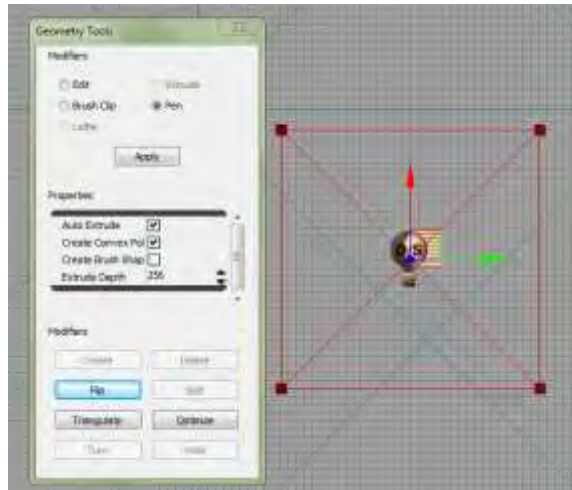 Geometry Tools
Modifiers
Edit
Extrude
Brush Clip
Pen
Lathe
Apply
Properties
Auto Extrude
Create Convex Pol
Create Brush Shap
Extrude Depth 256
Modifiers
Create
Delete
Flip
Split
Triangulate
Optimize
Turn
Weld